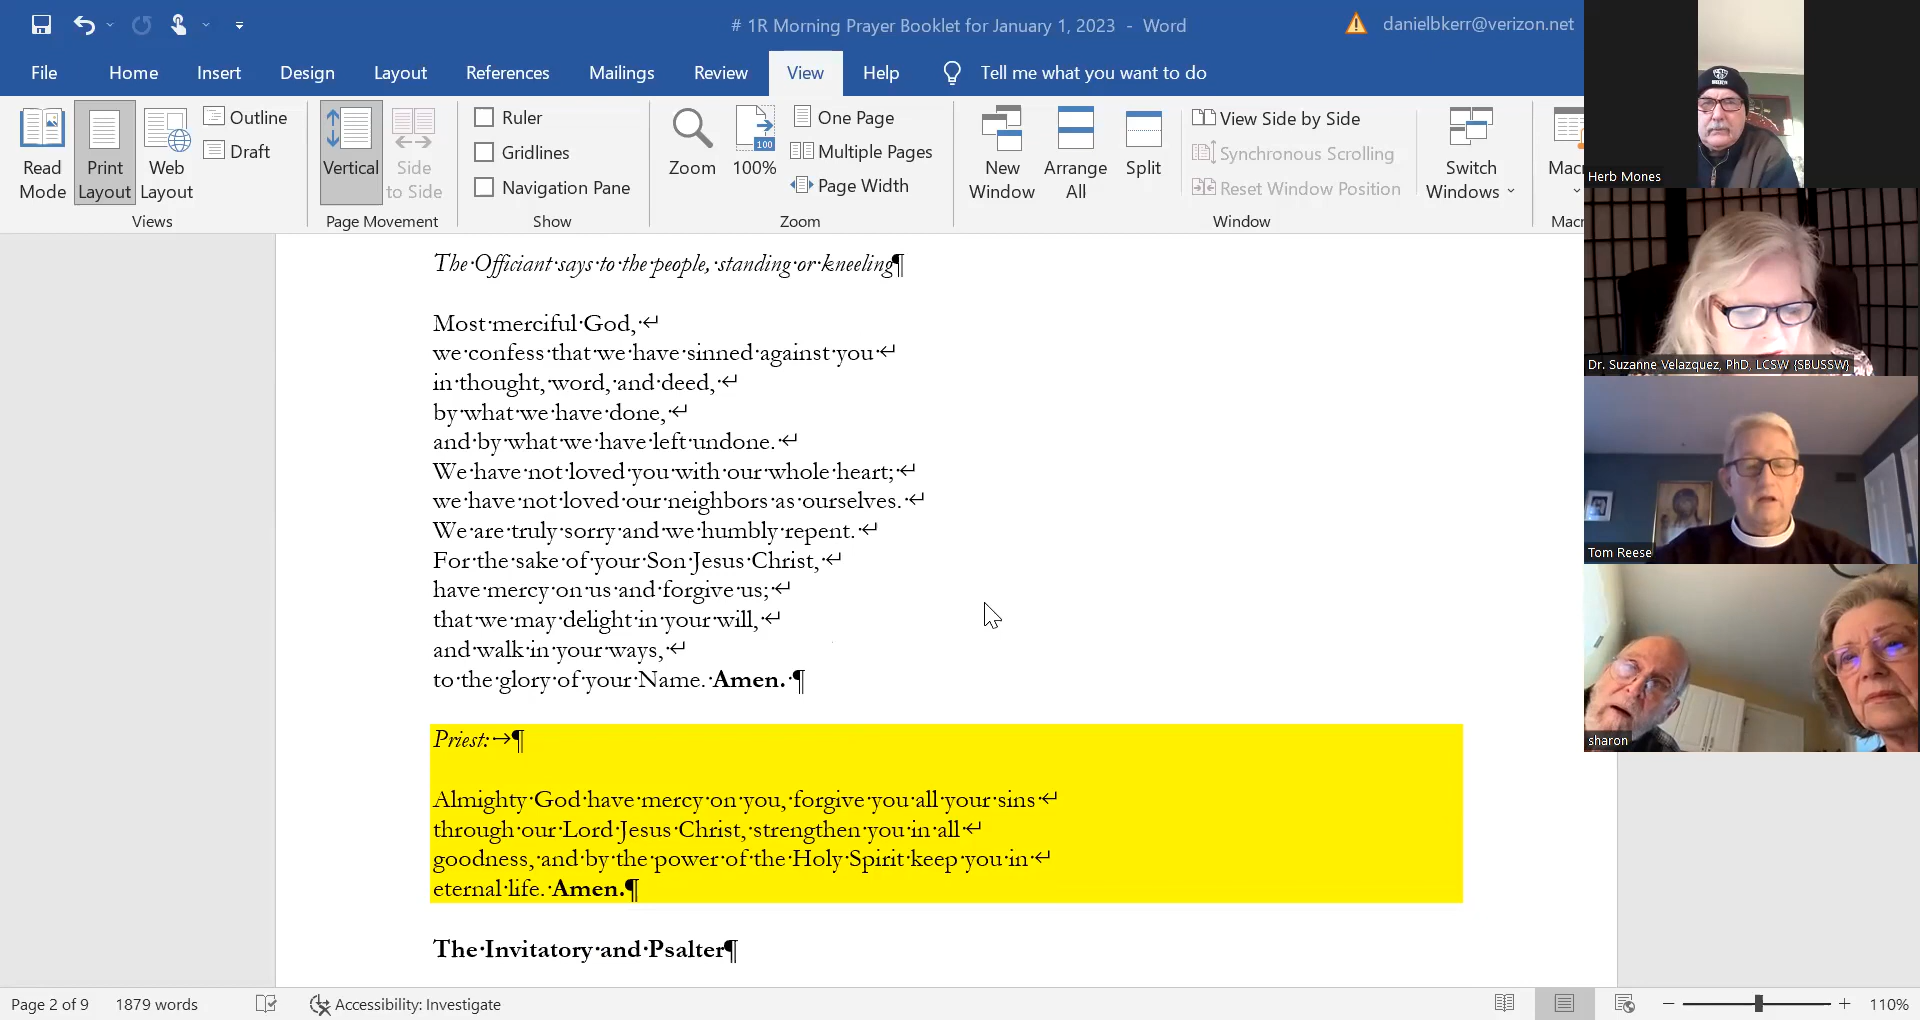 # 1R Morning Prayer Booklet for January 1, 2023 - Word
danielbkerr@verizon.net
File Home Insert Design Layout References Mailings Review View Help Tell me what you want to do
Read Mode
Print Layout
Web Layout
Outline
Draft
Views
Vertical
Side to Side
Page Movement
Ruler
Gridlines
Navigation Pane
Show
Zoom
100%
100
One Page
Multiple Pages
Page Width
Zoom
New Window
Arrange All
Split
View Side by Side
Synchronous Scrolling
Reset Window Position
Window
Switch Windows
Mac
Macr
Herb Mones
Dr. Suzanne Velazquez, PhD, LCSW {SBUSSW}
Tom Reese
sharon
The Officiant says to the people, standing or kneeling¶
Most merciful God, ↵
we confess that we have sinned against you ↵
in thought, word, and deed, ↵
by what we have done, ↵
and by what we have left undone. ↵
We have not loved you with our whole heart; ↵
we have not loved our neighbors as ourselves. ↵
We are truly sorry and we humbly repent. ↵
For the sake of your Son Jesus Christ, ↵
have mercy on us and forgive us; ↵
that we may delight in your will, ↵
and walk in your ways, ↵
to the glory of your Name. Amen. ¶
Priest: → ¶
Almighty God have mercy on you, forgive you all your sins ↵
through our Lord Jesus Christ, strengthen you in all ↵
goodness, and by the power of the Holy Spirit keep you in ↵
eternal life. Amen.¶
The Invitatory and Psalter¶
Page 2 of 9 1879 words Accessibility: Investigate 110%